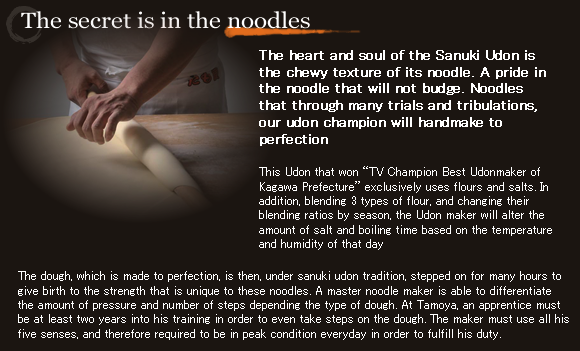 The secret is in the noodles
The heart and soul of the Sanuki Udon is
the chewy texture of its noodle. A pride in
the noodle that will not budge. Noodles
that through many trials and tribulations,
our udon champion will handmake to
perfection
This Udon that won “TV Champion Best Udonmaker of
Kagawa Prefecture” exclusively uses flours and salts. In
addition, blending 3 types of flour, and changing their
blending ratios by season, the Udon maker will alter the
amount of salt and boiling time based on the temperature
and humidity of that day
The dough, which is made to perfection, is then, under sanuki udon tradition, stepped on for many hours to
give birth to the strength that is unique to these noodles. A master noodle maker is able to differentiate
the amount of pressure and number of steps depending the type of dough. At Tamoya, an apprentice must
be at least two years into his training in order to even take steps on the dough. The maker must use all his
five senses, and therefore required to be in peak condition everyday in order to fulfill his duty.